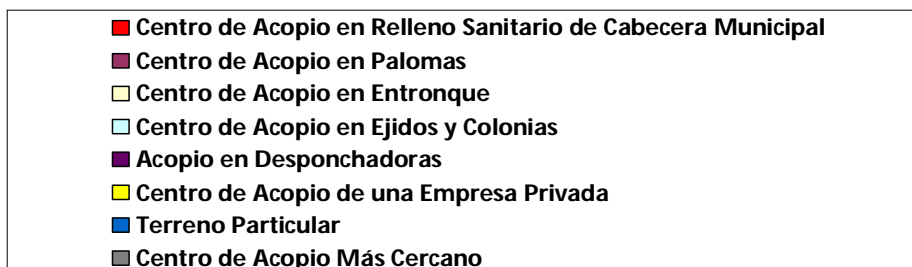 Centro de Acopio en Relleno Sanitario de Cabecera Municipal
Centro de Acopio en Palomas
Centro de Acopio en Entronque
Centro de Acopio en Ejidos y Colonias
Acopio en Desponchadoras
Centro de Acopio de una Empresa Privada
Terreno Particular
Centro de Acopio Más Cercano